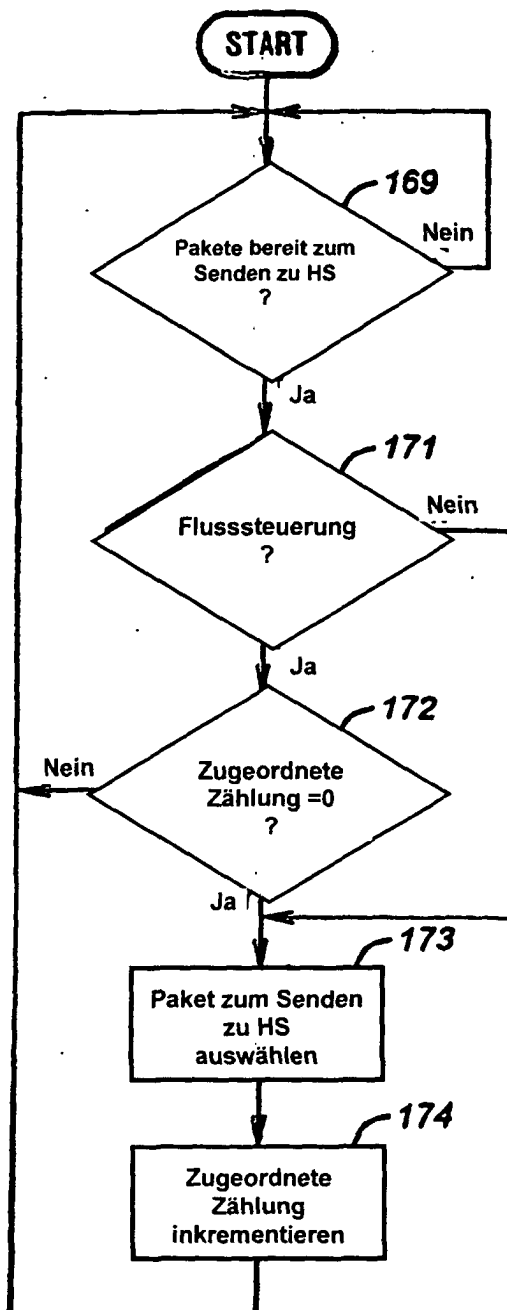 START
169
Pakete bereit zum
Senden zu HS
?
Nein
Ja
171
Flusssteuerung
?
Nein
Ja
172
Zugeordnete
Zählung =0
?
Nein
Ja
173
Paket zum Senden
zu HS
auswählen
174
Zugeordnete
Zählung
inkrementieren